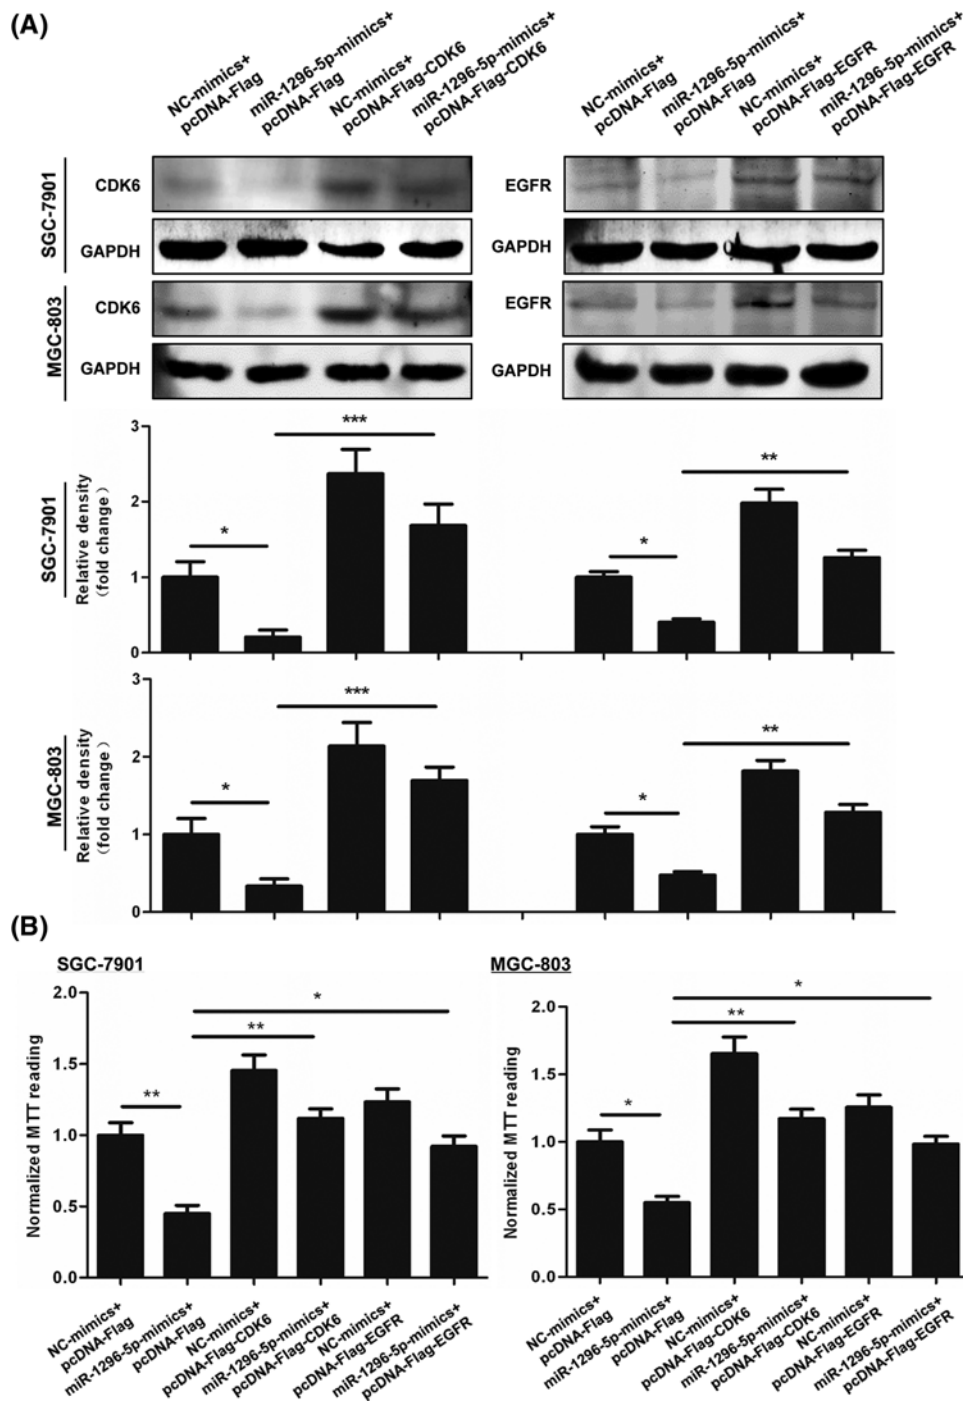 (A)
NC-mimics+
pcDNA-Flag
miR-1296-5p-mimics+
pcDNA-Flag
NC-mimics+
pcDNA-Flag-CDK6
miR-1296-5p-mimics+
pcDNA-Flag-CDK6
NC-mimics+
pcDNA-Flag
miR-1296-5p-mimics+
pcDNA-Flag
NC-mimics+
pcDNA-Flag-EGFR
miR-1296-5p-mimics+
pcDNA-Flag-EGFR
SGC-7901
CDK6
EGFR
GAPDH
GAPDH
MGC-803
CDK6
EGFR
GAPDH
GAPDH
SGC-7901
Relative density
(fold change)
3
2
1
0
*
***
*
**
MGC-803
Relative density
(fold change)
3
2
1
0
*
***
*
**
(B)
SGC-7901
Normalized MTT reading
2.0
1.5
1.0
0.5
0.0
**
**
*
NC-mimics+
pcDNA-Flag
miR-1296-5p-mimics+
pcDNA-Flag
NC-mimics+
pcDNA-Flag-CDK6
miR-1296-5p-mimics+
pcDNA-Flag-CDK6
NC-mimics+
pcDNA-Flag-EGFR
miR-1296-5p-mimics+
pcDNA-Flag-EGFR
MGC-803
Normalized MTT reading
2.0
1.5
1.0
0.5
0.0
*
**
*
NC-mimics+
pcDNA-Flag
miR-1296-5p-mimics+
pcDNA-Flag
NC-mimics+
pcDNA-Flag-CDK6
miR-1296-5p-mimics+
pcDNA-Flag-CDK6
NC-mimics+
pcDNA-Flag-EGFR
miR-1296-5p-mimics+
pcDNA-Flag-EGFR